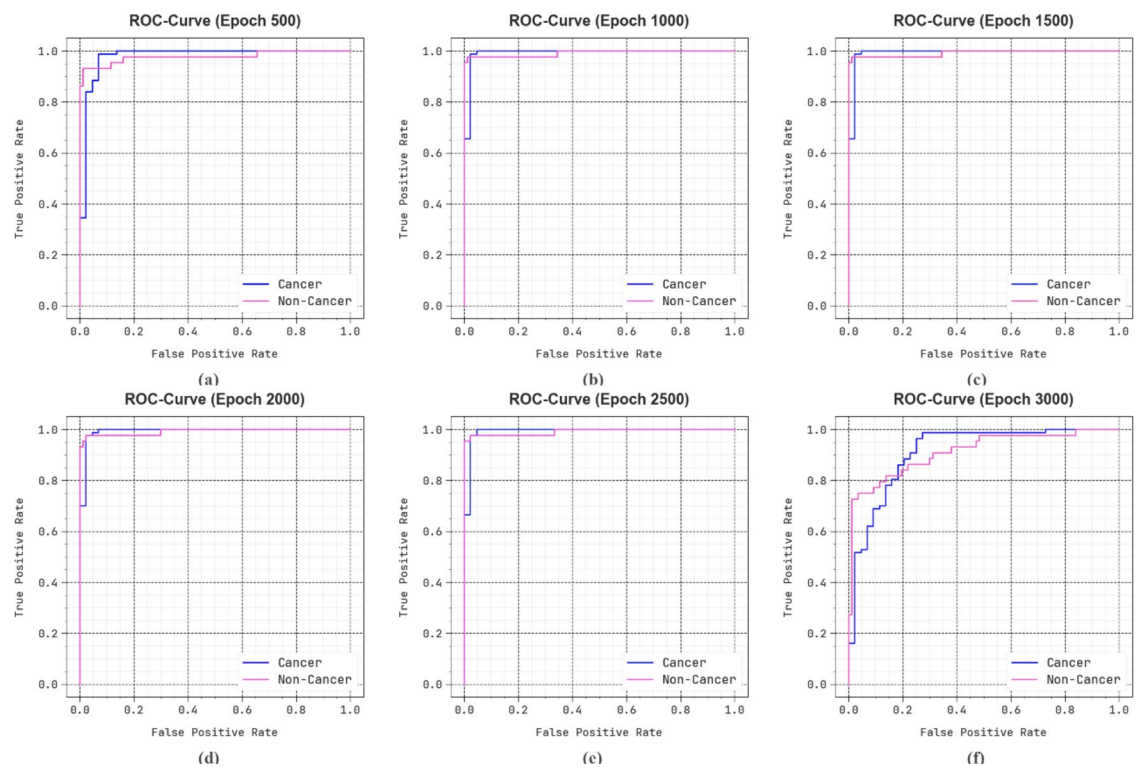 ROC-Curve (Epoch 500)
1.0
0.8
0.6
0.4
0.2
0.0
True Positive Rate
Cancer
Non-Cancer
0.0 0.2 0.4 0.6 0.8 1.0
False Positive Rate
(a)
ROC-Curve (Epoch 1000)
1.0
0.8
0.6
0.4
0.2
0.0
True Positive Rate
Cancer
Non-Cancer
0.0 0.2 0.4 0.6 0.8 1.0
False Positive Rate
(b)
ROC-Curve (Epoch 1500)
1.0
0.8
0.6
0.4
0.2
0.0
True Positive Rate
Cancer
Non-Cancer
0.0 0.2 0.4 0.6 0.8 1.0
False Positive Rate
(c)
ROC-Curve (Epoch 2000)
1.0
0.8
0.6
0.4
0.2
0.0
True Positive Rate
Cancer
Non-Cancer
0.0 0.2 0.4 0.6 0.8 1.0
False Positive Rate
(d)
ROC-Curve (Epoch 2500)
1.0
0.8
0.6
0.4
0.2
0.0
True Positive Rate
Cancer
Non-Cancer
0.0 0.2 0.4 0.6 0.8 1.0
False Positive Rate
(e)
ROC-Curve (Epoch 3000)
1.0
0.8
0.6
0.4
0.2
0.0
True Positive Rate
Cancer
Non-Cancer
0.0 0.2 0.4 0.6 0.8 1.0
False Positive Rate
(f)